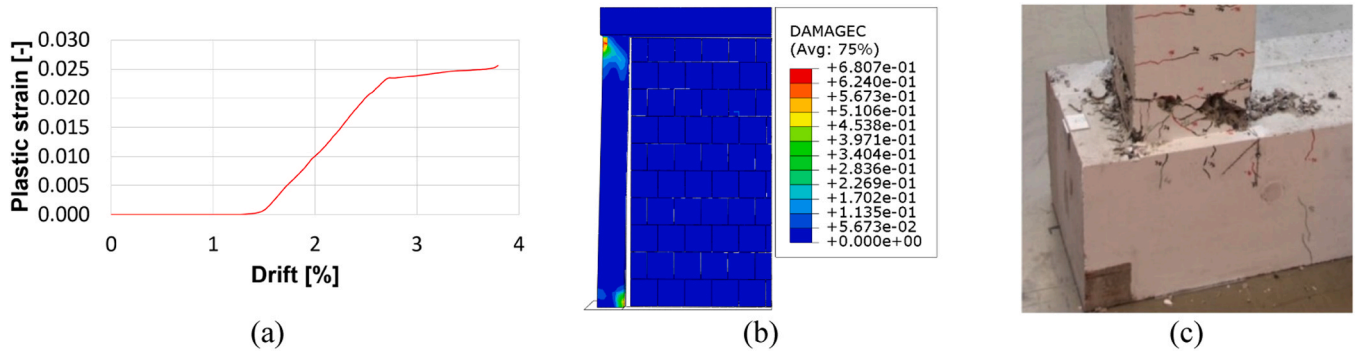 Plastic strain [-]
0.030
0.025
0.020
0.015
0.010
0.005
0.000
0 1 2 3 4
Drift [%]
(a)
DAMAGEC
(Avg: 75%)
+6.807e-01
+6.240e-01
+5.673e-01
+5.106e-01
+4.538e-01
+3.971e-01
+3.404e-01
+2.836e-01
+2.269e-01
+1.702e-01
+1.135e-01
+5.673e-02
+0.000e+00
(b)
(c)